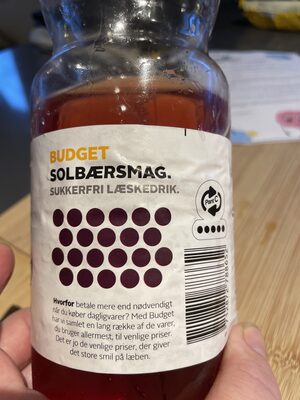 BUDGET
SOLBÆRSMAG.
SUKKERFRI LÆSKEDRIK.
Pant C
Hvorfor betale mere end nødvendigt
når du køber dagligvarer? Med Budget
har vi samlet en lang række af de varer,
du bruger allermest, til venlige priser.
Det er jo de venlige priser, der giver
det store smil på læben.